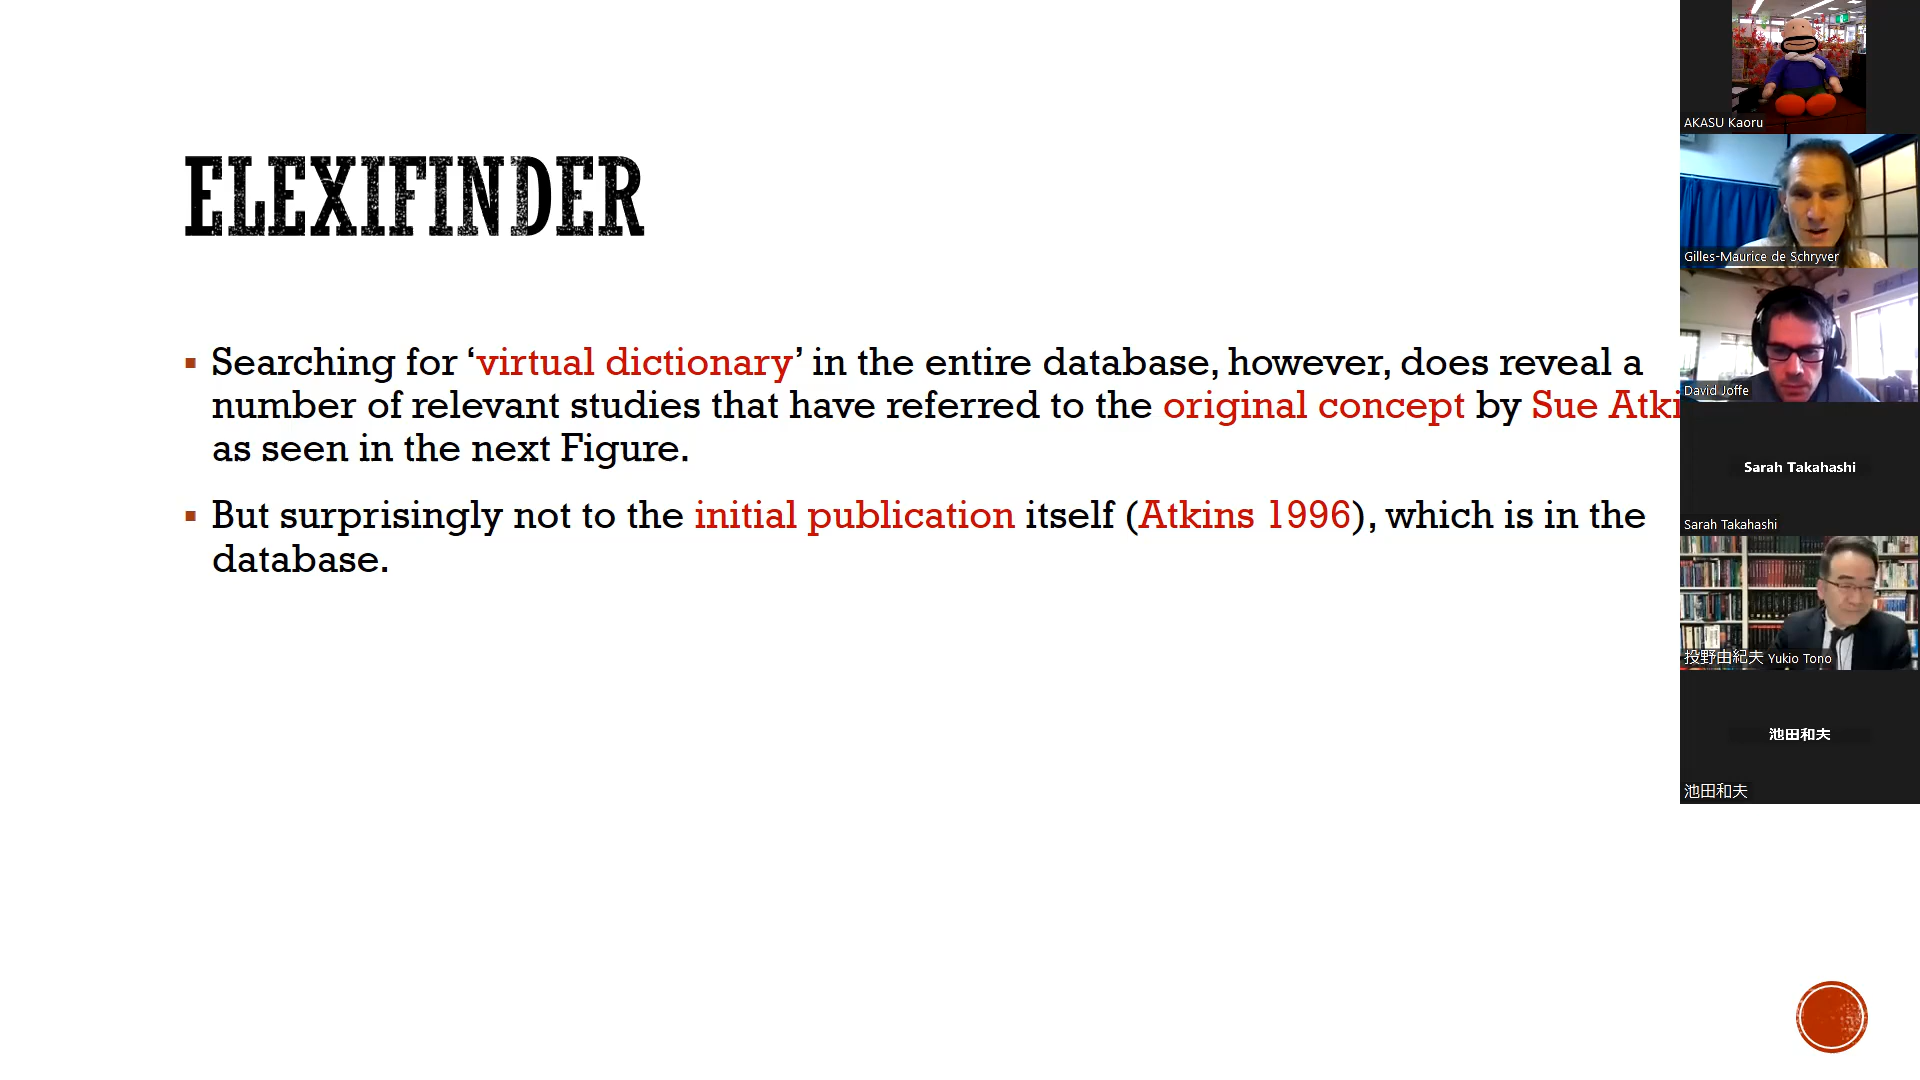 ELEXIFINDER
▪ Searching for ‘virtual dictionary’ in the entire database, however, does reveal a
number of relevant studies that have referred to the original concept by Sue Atki
as seen in the next Figure.
▪ But surprisingly not to the initial publication itself (Atkins 1996), which is in the
database.
AKASU Kaoru
Gilles-Maurice de Schryver
David Joffe
Sarah Takahashi
Sarah Takahashi
投野由紀夫 Yukio Tono
池田和夫
池田和夫